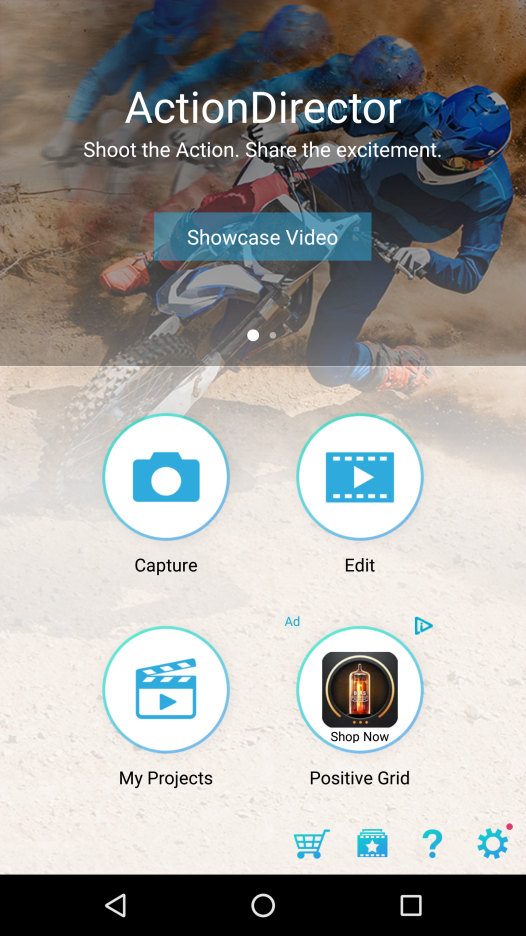 ActionDirector
Shoot the Action. Share the excitement.
Showcase Video
Capture
Edit
Ad
Shop Now
My Projects
Positive Grid
?